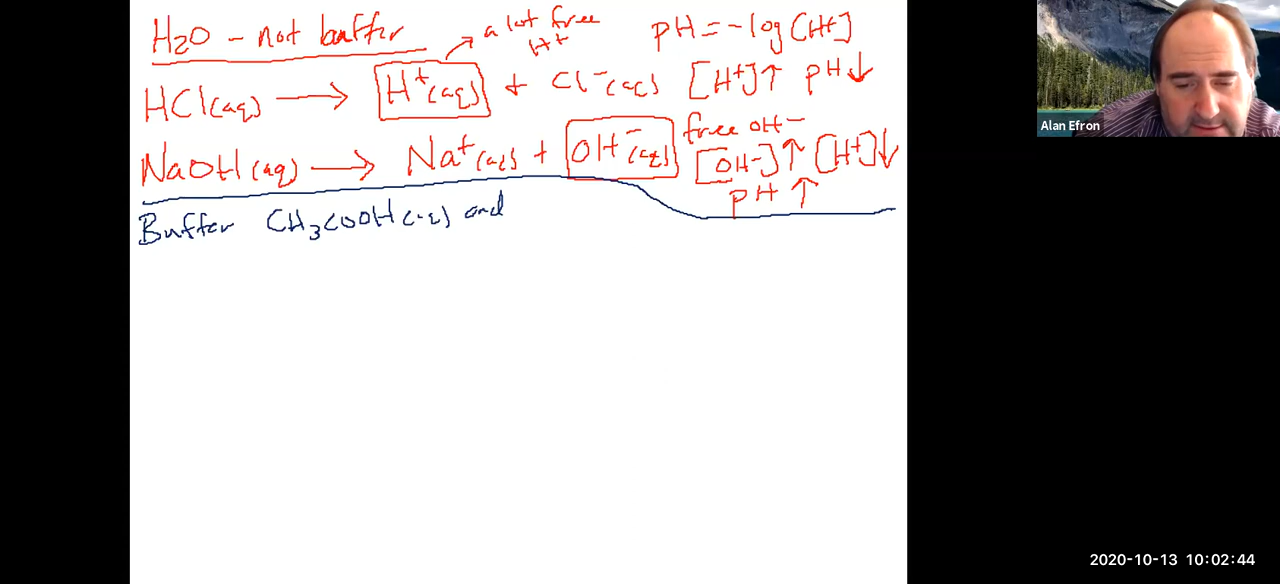 H2O - not buffer
a lot free H+
pH = -log[H+]
HCl(aq) → H+(aq) + Cl-(aq) [H+]↑ pH↓
NaOH(aq) → Na+(aq) + OH-(aq) free OH-
[OH-]↑ [H+]↓
pH ↑
Buffer CH3COOH(aq) and
Alan Efron
2020-10-13 10:02:44